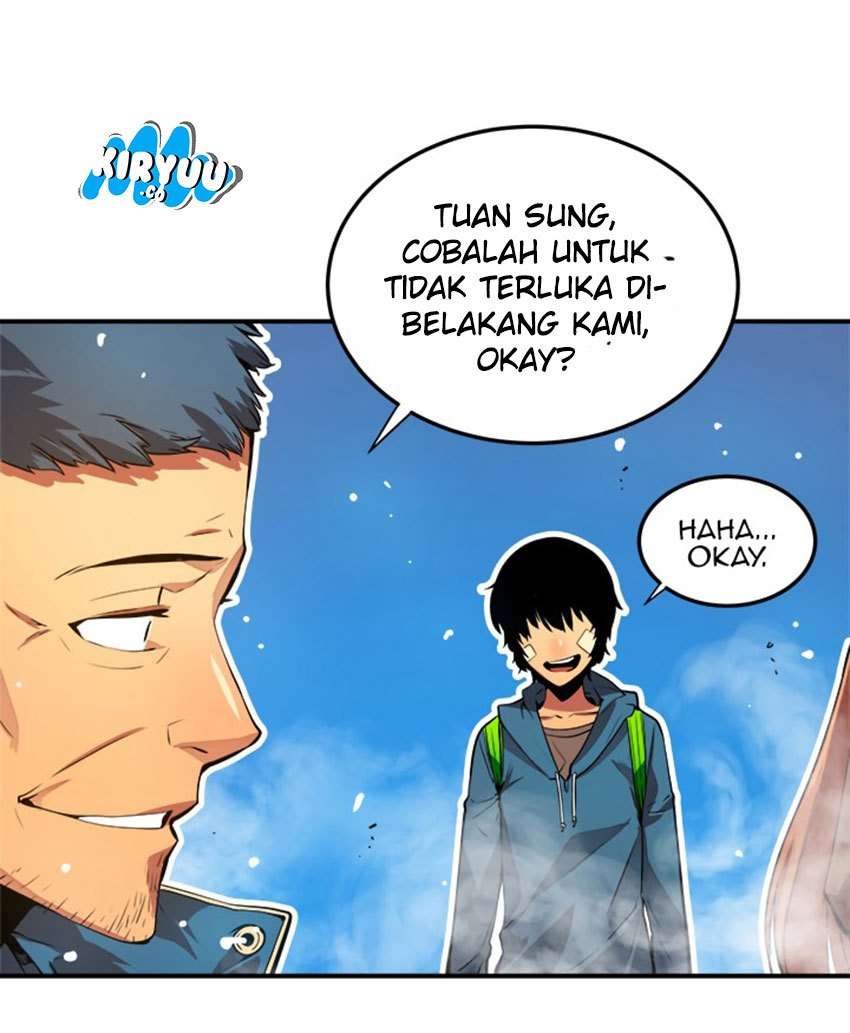 KIRYUU
.CO
TUAN SUNG,
COBALAH UNTUK
TIDAK TERLUKA DI-
BELAKANG KAMI,
OKAY?
HAHA...
OKAY.